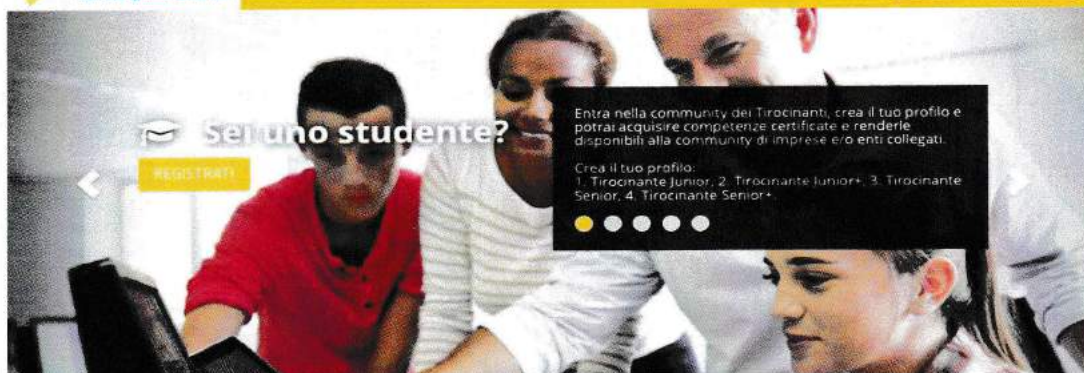 Sei uno studente?
REGISTRATI
Entra nella community dei Tirocinanti, crea il tuo profilo e
potrai acquisire competenze certificate e renderle
disponibili alla community di imprese e/o enti collegati.
Crea il tuo profilo:
1. Tirocinante Junior, 2. Tirocinante Junior+, 3. Tirocinante
Senior, 4. Tirocinante Senior+.